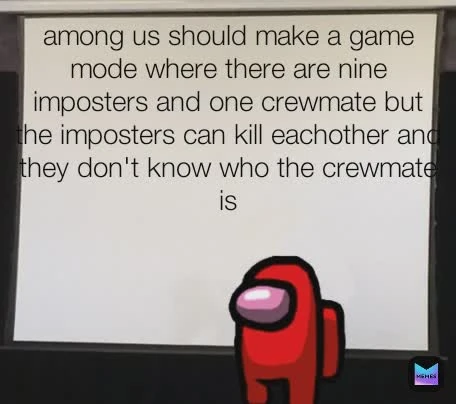 among us should make a game
mode where there are nine
imposters and one crewmate but
the imposters can kill eachother and
they don't know who the crewmate
is
MEMES